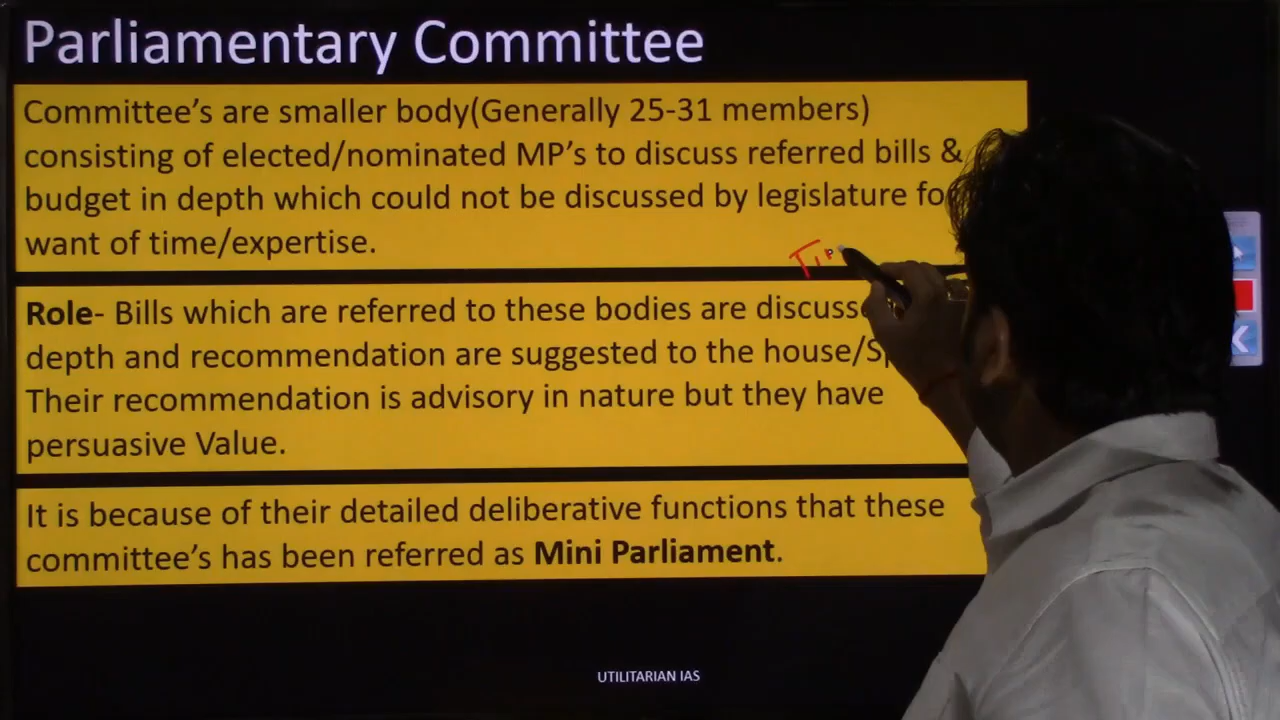 Parliamentary Committee
Committee's are smaller body(Generally 25-31 members)
consisting of elected/nominated MP's to discuss referred bills &
budget in depth which could not be discussed by legislature fo
want of time/expertise.
Role- Bills which are referred to these bodies are discusse
depth and recommendation are suggested to the house/Sp
Their recommendation is advisory in nature but they have
persuasive Value.
It is because of their detailed deliberative functions that these
committee's has been referred as Mini Parliament.
UTILITARIAN IAS